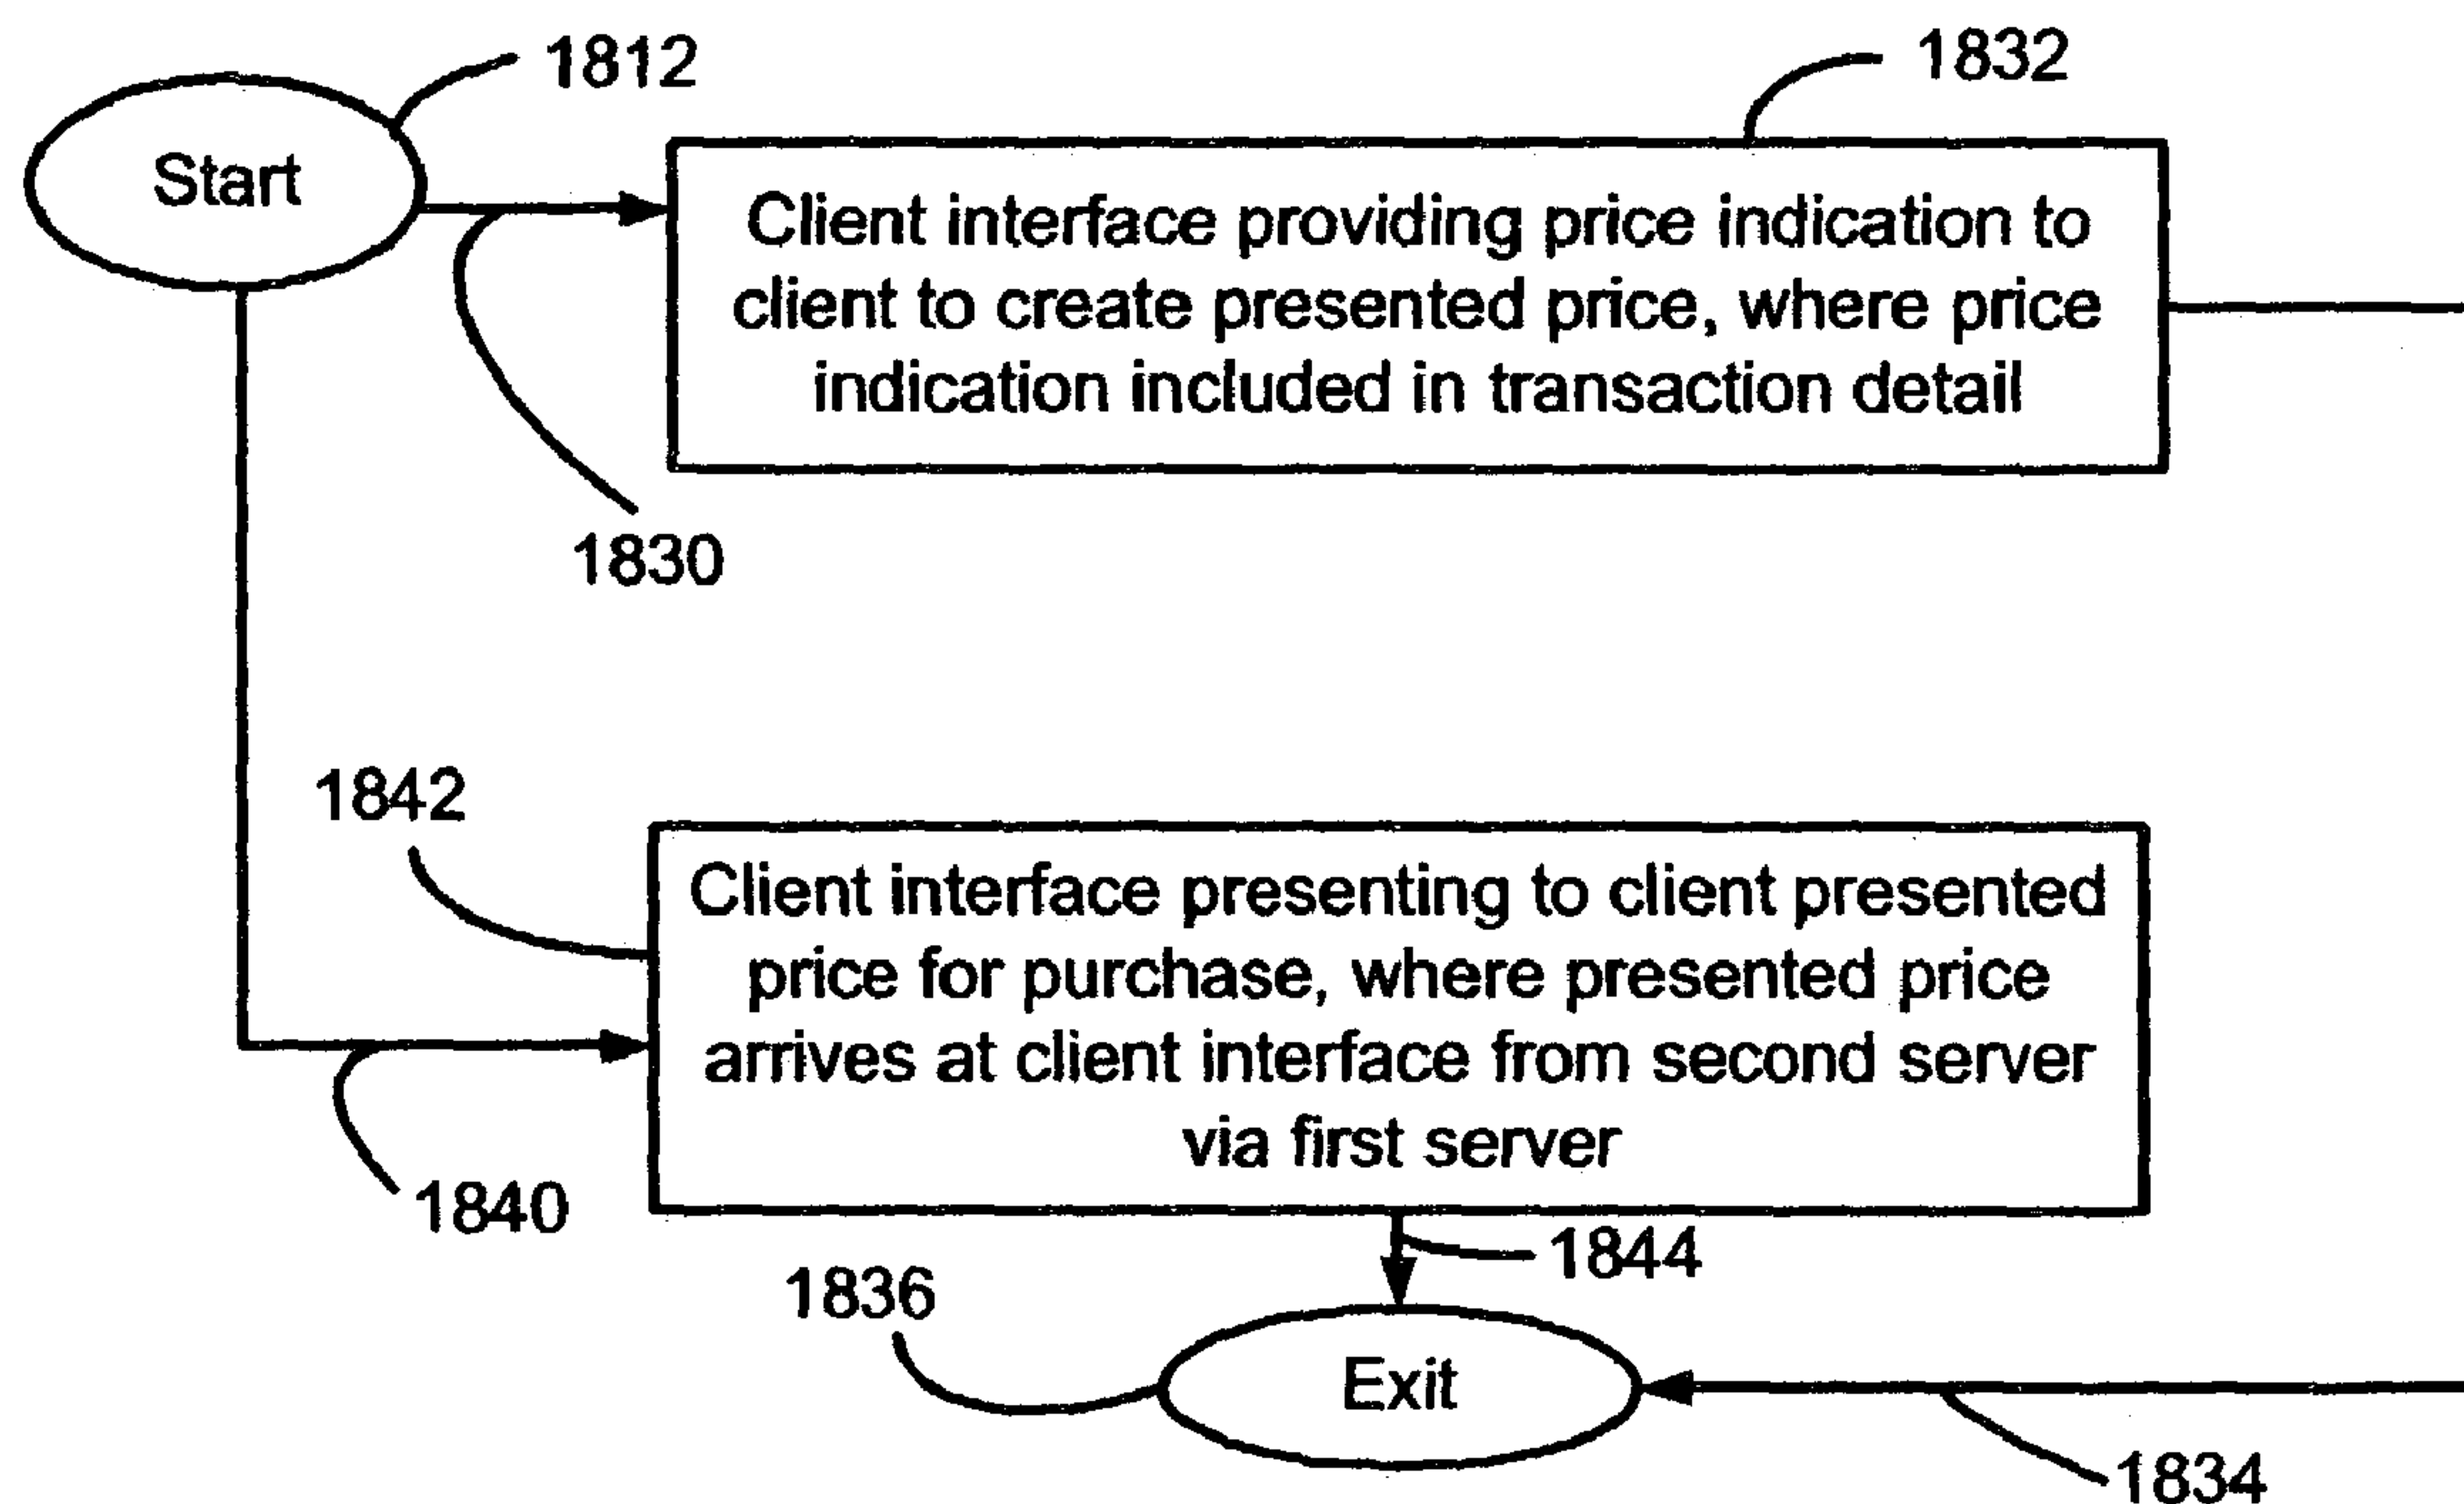 1812
1832
Start
Client interface providing price indication to
client to create presented price, where price
indication included in transaction detail
1830
1842
Client interface presenting to client presented
price for purchase, where presented price
arrives at client interface from second server
via first server
1840
1844
1836
Exit
1834